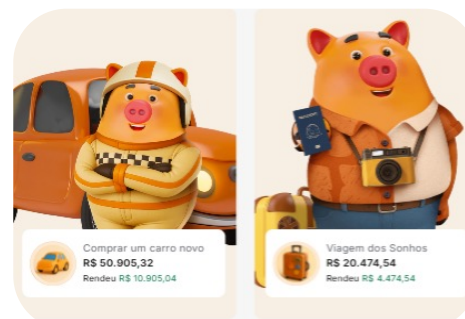 Comprar um carro novo
R$ 50.905,32
Rendeu R$ 10.905,04
Viagem dos Sonhos
R$ 20.474,54
Rendeu R$ 4.474,54